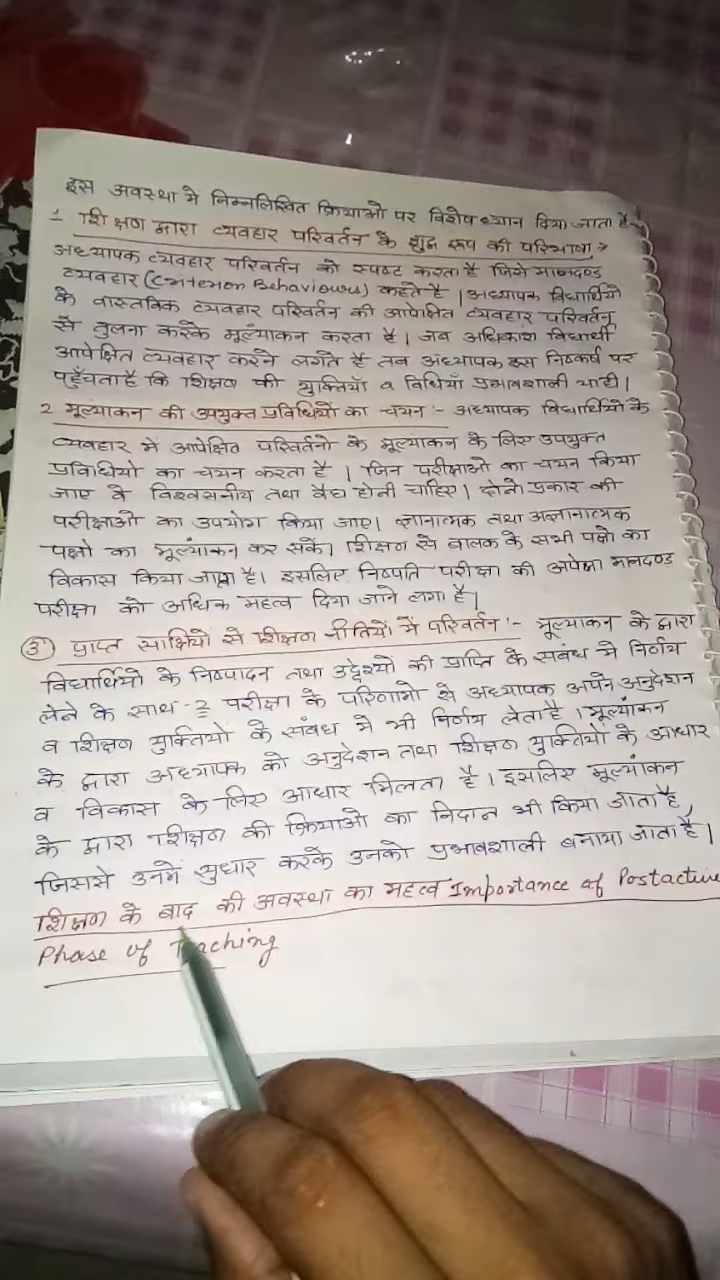 इस अवस्था मे निम्नलिखित क्रियाओ पर विशेष ध्यान दिया जाता है-
1 शिक्षण द्वारा व्यवहार परिवर्तन के शुद्ध रूप की परिभाषा →
अध्यापक व्यवहार परिवर्तन को स्पष्ट करता है जिसे मानदण्ड
व्यवहार (Criterion Behaviours) कहते है । अध्यापक विधार्थियो
के वास्तविक व्यवहार परिवर्तन की आपेक्षित व्यवहार परिवर्तन
से तुलना करके मूल्यांकन करता है। जब अधिकांश विधार्थी
आपेक्षित व्यवहार करने लगते है तब अध्यापक इस निष्कर्ष पर
पहुँचता है कि शिक्षण की युक्तियाँ व विधियाँ प्रभावशाली
2 मूल्याकन की उपयुक्त प्रविधियों का चयन :- अध्यापक विधार्थियों के
व्यवहार में आपेक्षित परिवर्तनो के मूल्यांकन के लिए उपयुक्त
प्रविधियो का चयन करता है । जिन परीक्षाओ का चयन किया
जाए वे विश्वसनीय तथा वैध होनी चाहिए। दोनो प्रकार की
परीक्षाओ का उपयोग किया जाए। ज्ञानात्मक तथा अज्ञानात्मक
पक्षो का मूल्यांकन कर सकें। शिक्षण से बालक के सभी पक्षो का
विकास किया जाता है। इसलिए निष्पति परीक्षा की अपेक्षा मानदण्ड
परीक्षा को अधिक महत्व दिया जाने लगा है।
3 प्राप्त साक्षियो से शिक्षण नीतियों में परिवर्तन :- मूल्याकन के द्वारा
विधार्थियो के निष्पादन तथा उद्देश्यों की प्राप्ति के संबंध मे निर्णय
लेने के साथ-2 परीक्षा के परिणामो से अध्यापक अपने अनुदेशन
व शिक्षण युक्तियो के संबंध मे भी निर्णय लेता है । मूल्यांकन
के द्वारा अध्यापक को अनुदेशन तथा शिक्षण युक्तियो के आधार
व विकास के लिए आधार मिलता है। इसलिए मूल्यांकन
के द्वारा शिक्षण की क्रियाओ का निदान भी किया जाता है,
जिससे उनमे सुधार करके उनको प्रभावशाली बनाया जाता है।
शिक्षण के बाद की अवस्था का महत्व Importance of Postactive
Phase of Teaching